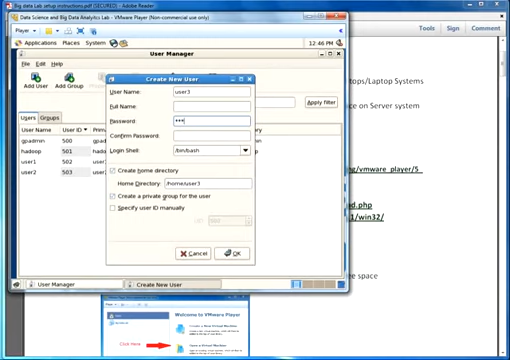 Big data Lab setup instructions.pdf (SECURED) - Adobe Reader
Data Science and Big Data Analytics Lab - VMware Player (Non-commercial use only)
Player
Tools Sign Comment
Applications Places System 12:46 PM
User Manager
File Edit Help
Add User Add Group
Apply filter
Users Groups
User Name User ID
gpadmin 500
hadoop 501
user1 502
user2 503
Create New User
User Name: user3
Full Name:
Password: ***
Confirm Password:
Login Shell: /bin/bash
Create home directory
Home Directory: /home/user3
Create a private group for the user
Specify user ID manually
Cancel OK
User Manager Create New User
tops/Laptop Systems
ce on Server system
ng/vmware_player/5_
d.php
1/win32/
ee space
Welcome to VMware Player
Click here